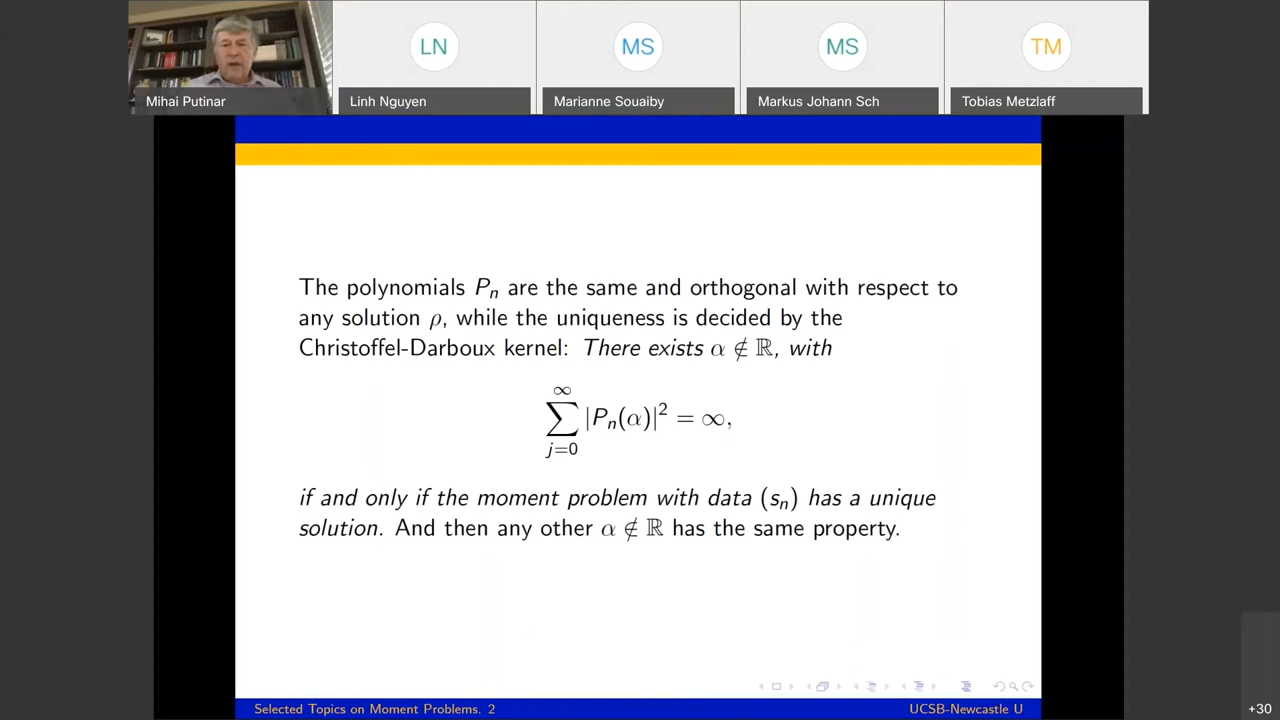 LN
MS
MS
TM
Mihai Putinar
Linh Nguyen
Marianne Souaiby
Markus Johann Sch
Tobias Metzlaff
The polynomials Pₙ are the same and orthogonal with respect to
any solution ρ, while the uniqueness is decided by the
Christoffel-Darboux kernel: There exists α ∉ ℝ, with
∞
∑ |Pₙ(α)|² = ∞,
j=0
if and only if the moment problem with data (sₙ) has a unique
solution. And then any other α ∉ ℝ has the same property.
Selected Topics on Moment Problems. 2
UCSB-Newcastle U
+30